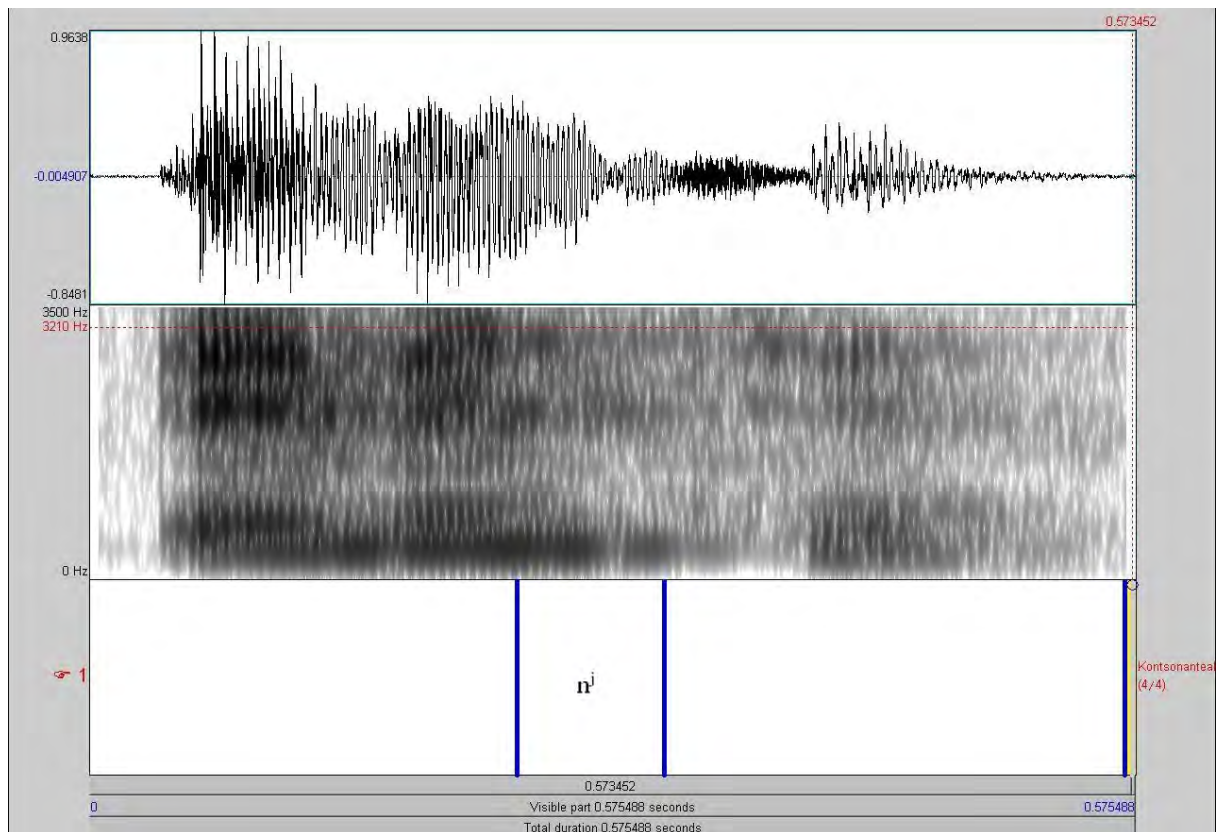 0.573452
0.9638
-0.004907
-0.8481
3500 Hz
3210 Hz
0 Hz
1
nʲ
Kontsonanteak
(4/4)
0.573452
0
Visible part 0.575488 seconds
0.575488
Total duration 0.575488 seconds